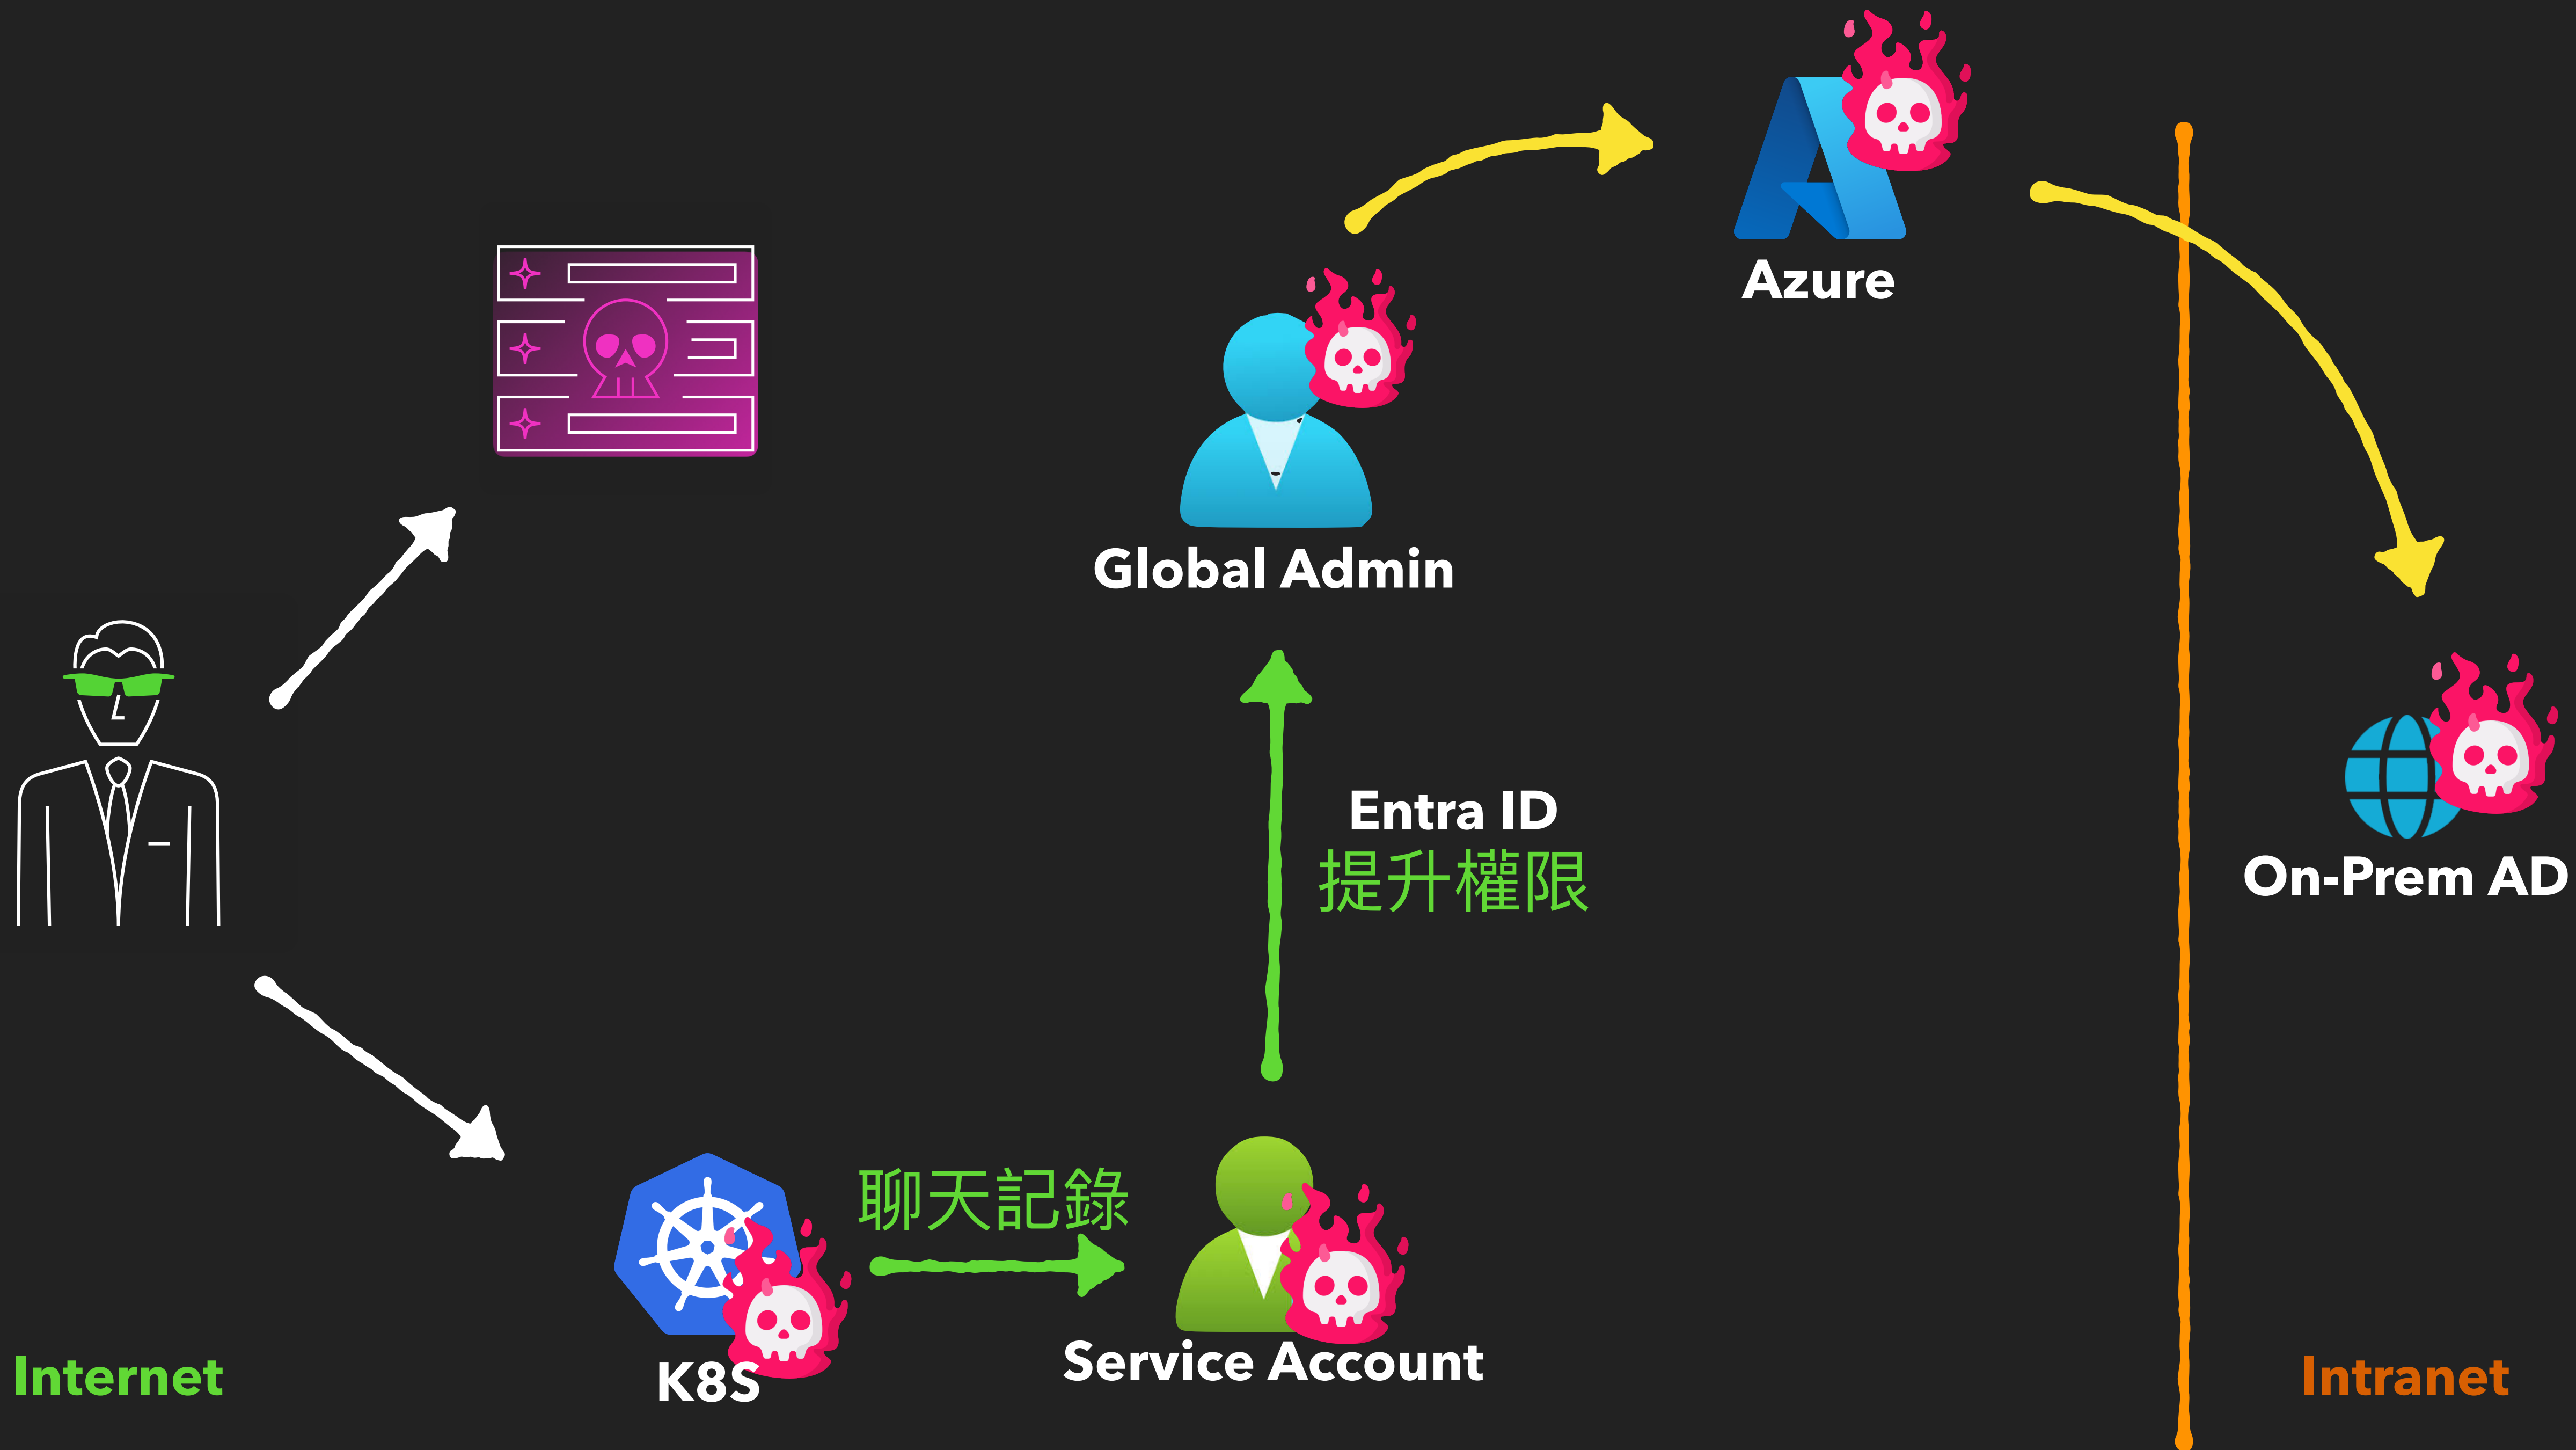 Azure
Global Admin
Entra ID
提升權限
On-Prem AD
聊天記錄
Service Account
K8S
Internet
Intranet